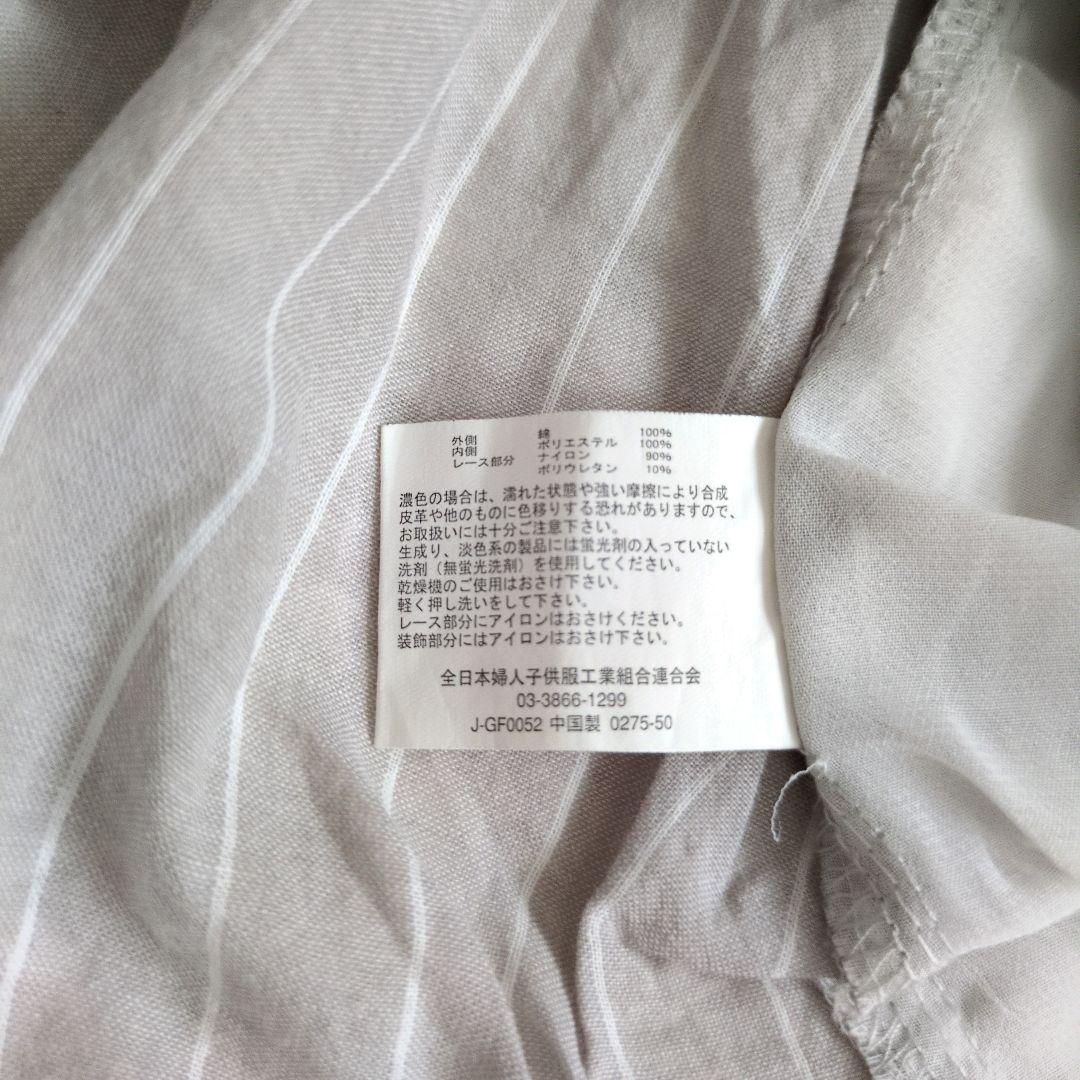 外側 綿 100%
内側 ポリエステル 100%
レース部分 ナイロン 90%
ポリウレタン 10%
濃色の場合は、濡れた状態や強い摩擦により合成
皮革や他のものに色移りする恐れがありますので、
お取扱いには十分ご注意下さい。
生成り、淡色系の製品には蛍光剤の入っていない
洗剤（無蛍光洗剤）を使用してください。
乾燥機のご使用はおさけ下さい。
軽く押し洗いをして下さい。
レース部分にアイロンはおさけください。
装飾部分にはアイロンはおさけ下さい。
全日本婦人子供服工業組合連合会
03-3866-1299
J-GF0052 中国製 0275-50